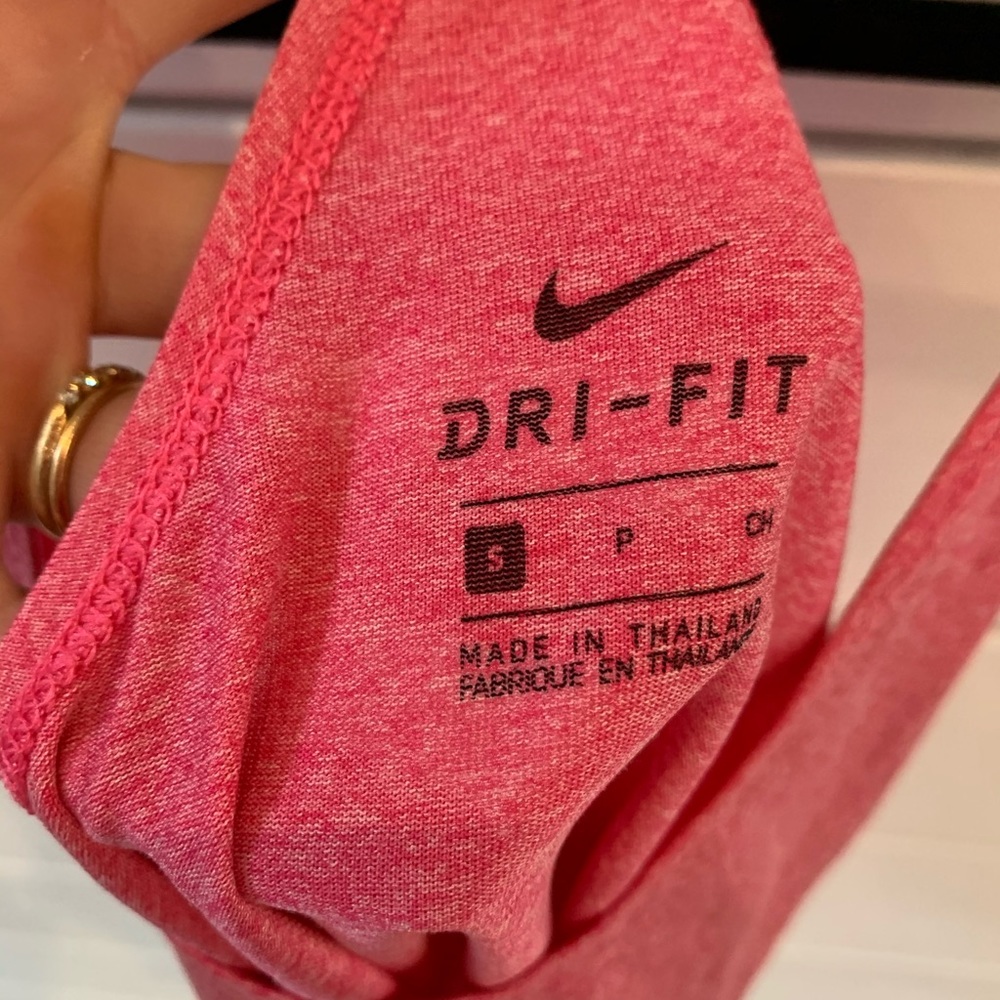 DRI-FIT
S P CH
MADE IN THAILAND
FABRIQUE EN THAILANDE